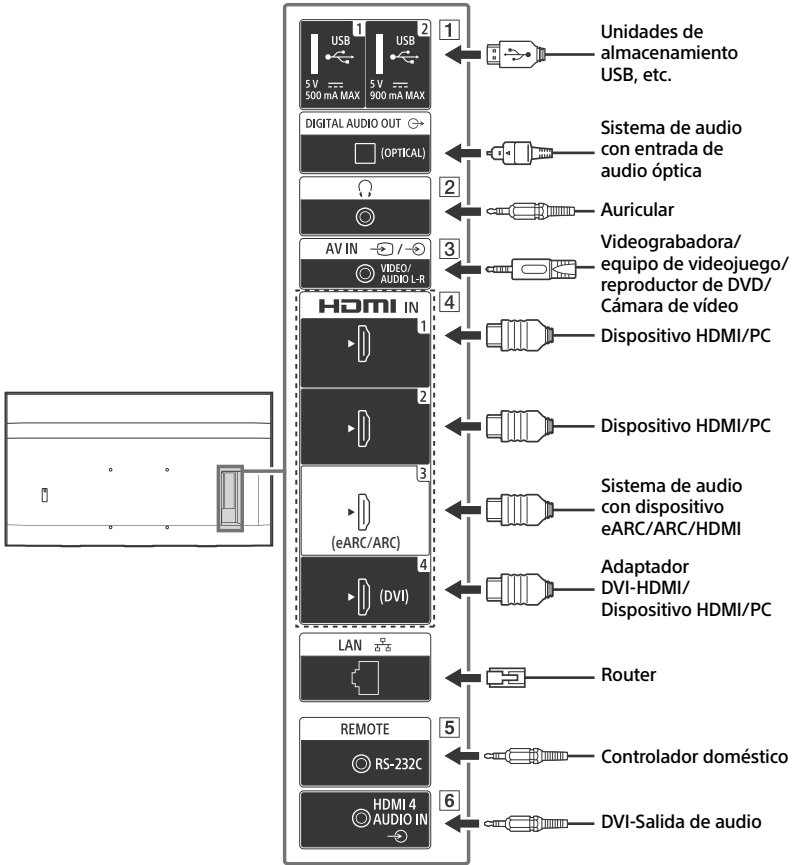 1
USB
5 V
500 mA MAX
2
USB
5 V
900 mA MAX
1
Unidades de
almacenamiento
USB, etc.
DIGITAL AUDIO OUT
(OPTICAL)
Sistema de audio
con entrada de
audio óptica
2
Auricular
AV IN /
VIDEO/
AUDIO L-R
3
Videograbadora/
equipo de videojuego/
reproductor de DVD/
Cámara de vídeo
HDMI IN
4
1
Dispositivo HDMI/PC
2
Dispositivo HDMI/PC
3
(eARC/ARC)
Sistema de audio
con dispositivo
eARC/ARC/HDMI
4
(DVI)
Adaptador
DVI-HDMI/
Dispositivo HDMI/PC
LAN
Router
REMOTE
5
RS-232C
Controlador doméstico
HDMI 4
AUDIO IN
6
DVI-Salida de audio